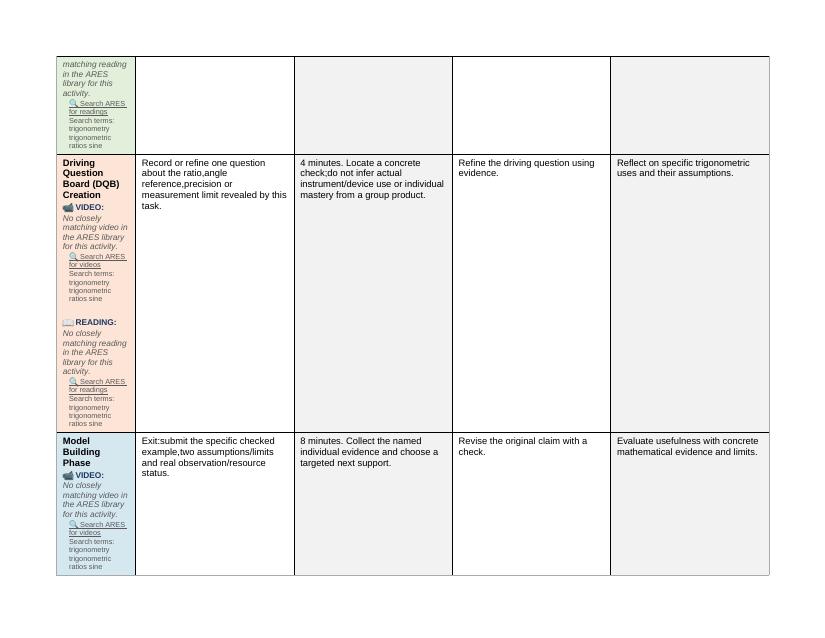 matching reading
in the ARES
library for this
activity.
🔍 Search ARES
for readings
Search terms:
trigonometry
trigonometric
ratios sine
Driving
Question
Board (DQB)
Creation
📹 VIDEO:
No closely
matching video in
the ARES library
for this activity.
🔍 Search ARES
for videos
Search terms:
trigonometry
trigonometric
ratios sine
📖 READING:
No closely
matching reading
in the ARES
library for this
activity.
🔍 Search ARES
for readings
Search terms:
trigonometry
trigonometric
ratios sine
Record or refine one question
about the ratio,angle
reference,precision or
measurement limit revealed by this
task.
4 minutes. Locate a concrete
check;do not infer actual
instrument/device use or individual
mastery from a group product.
Refine the driving question using
evidence.
Reflect on specific trigonometric
uses and their assumptions.
Model
Building
Phase
📹 VIDEO:
No closely
matching video in
the ARES library
for this activity.
🔍 Search ARES
for videos
Search terms:
trigonometry
trigonometric
ratios sine
Exit:submit the specific checked
example,two assumptions/limits
and real observation/resource
status.
8 minutes. Collect the named
individual evidence and choose a
targeted next support.
Revise the original claim with a
check.
Evaluate usefulness with concrete
mathematical evidence and limits.